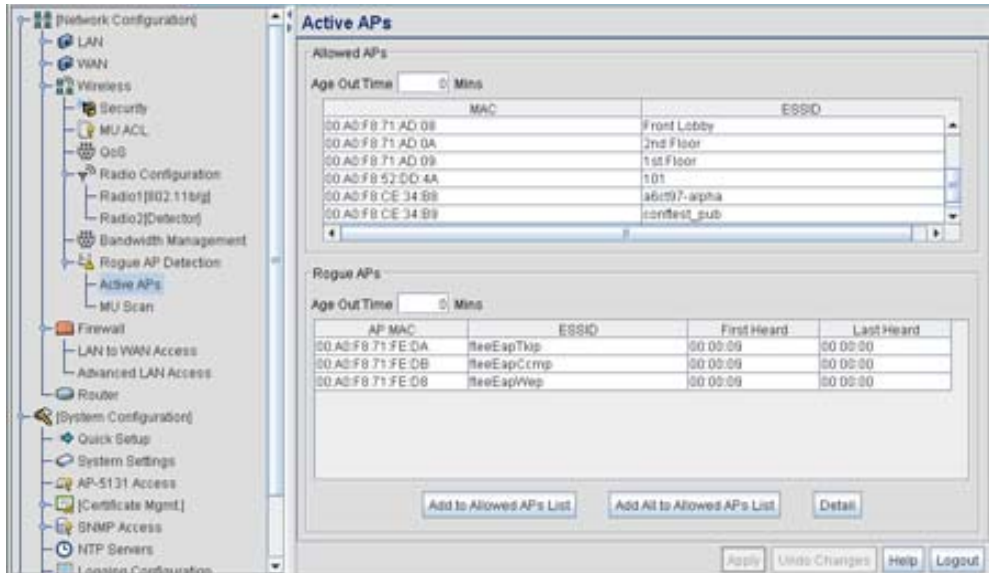 [Network Configuration]
LAN
WAN
Wireless
Security
MU ACL
QoS
Radio Configuration
Radio1[802.11b/g]
Radio2[Detector]
Bandwidth Management
Rogue AP Detection
Active APs
MU Scan
Firewall
LAN to WAN Access
Advanced LAN Access
Router
[System Configuration]
Quick Setup
System Settings
AP-5131 Access
[Certificate Mgmt.]
SNMP Access
NTP Servers
Logging Configuration
Active APs
Allowed APs
Age Out Time 0 Mins
MAC ESSID
00:A0:F8:71:AD:08 Front Lobby
00:A0:F8:71:AD:0A 2nd Floor
00:A0:F8:71:AD:09 1st Floor
00:A0:F8:52:DD:4A 101
00:A0:F8:CE:34:B8 a6ct97-alpha
00:A0:F8:CE:34:B9 conftest_pub
Rogue APs
Age Out Time 0 Mins
AP MAC ESSID First Heard Last Heard
00:A0:F8:71:FE:DA 00:00:09 00:00:00
00:A0:F8:71:FE:DB 00:00:09 00:00:00
00:A0:F8:71:FE:D8 00:00:09 00:00:00
Add to Allowed APs List Add All to Allowed APs List Detail
Apply Undo Changes Help Logout